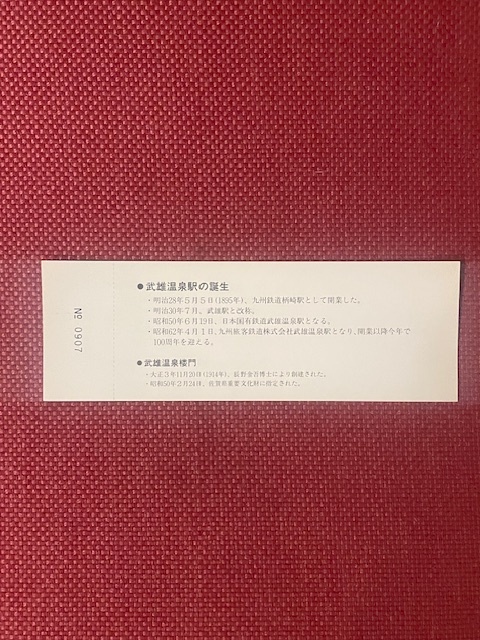 ●武雄温泉駅の誕生
・明治28年5月5日(1895年)、九州鉄道柄崎駅として開業した。
・明治30年7月、武雄駅と改称。
・昭和50年6月19日、日本国有鉄道武雄温泉駅となる。
・昭和62年4月1日、九州旅客鉄道株式会社武雄温泉駅となり、開業以降今年で
100周年を迎える。
●武雄温泉楼門
・大正3年11月20日(1914年)、辰野金吾博士により創建された。
・昭和50年2月24日、佐賀県重要文化財に指定された。
№ 0907